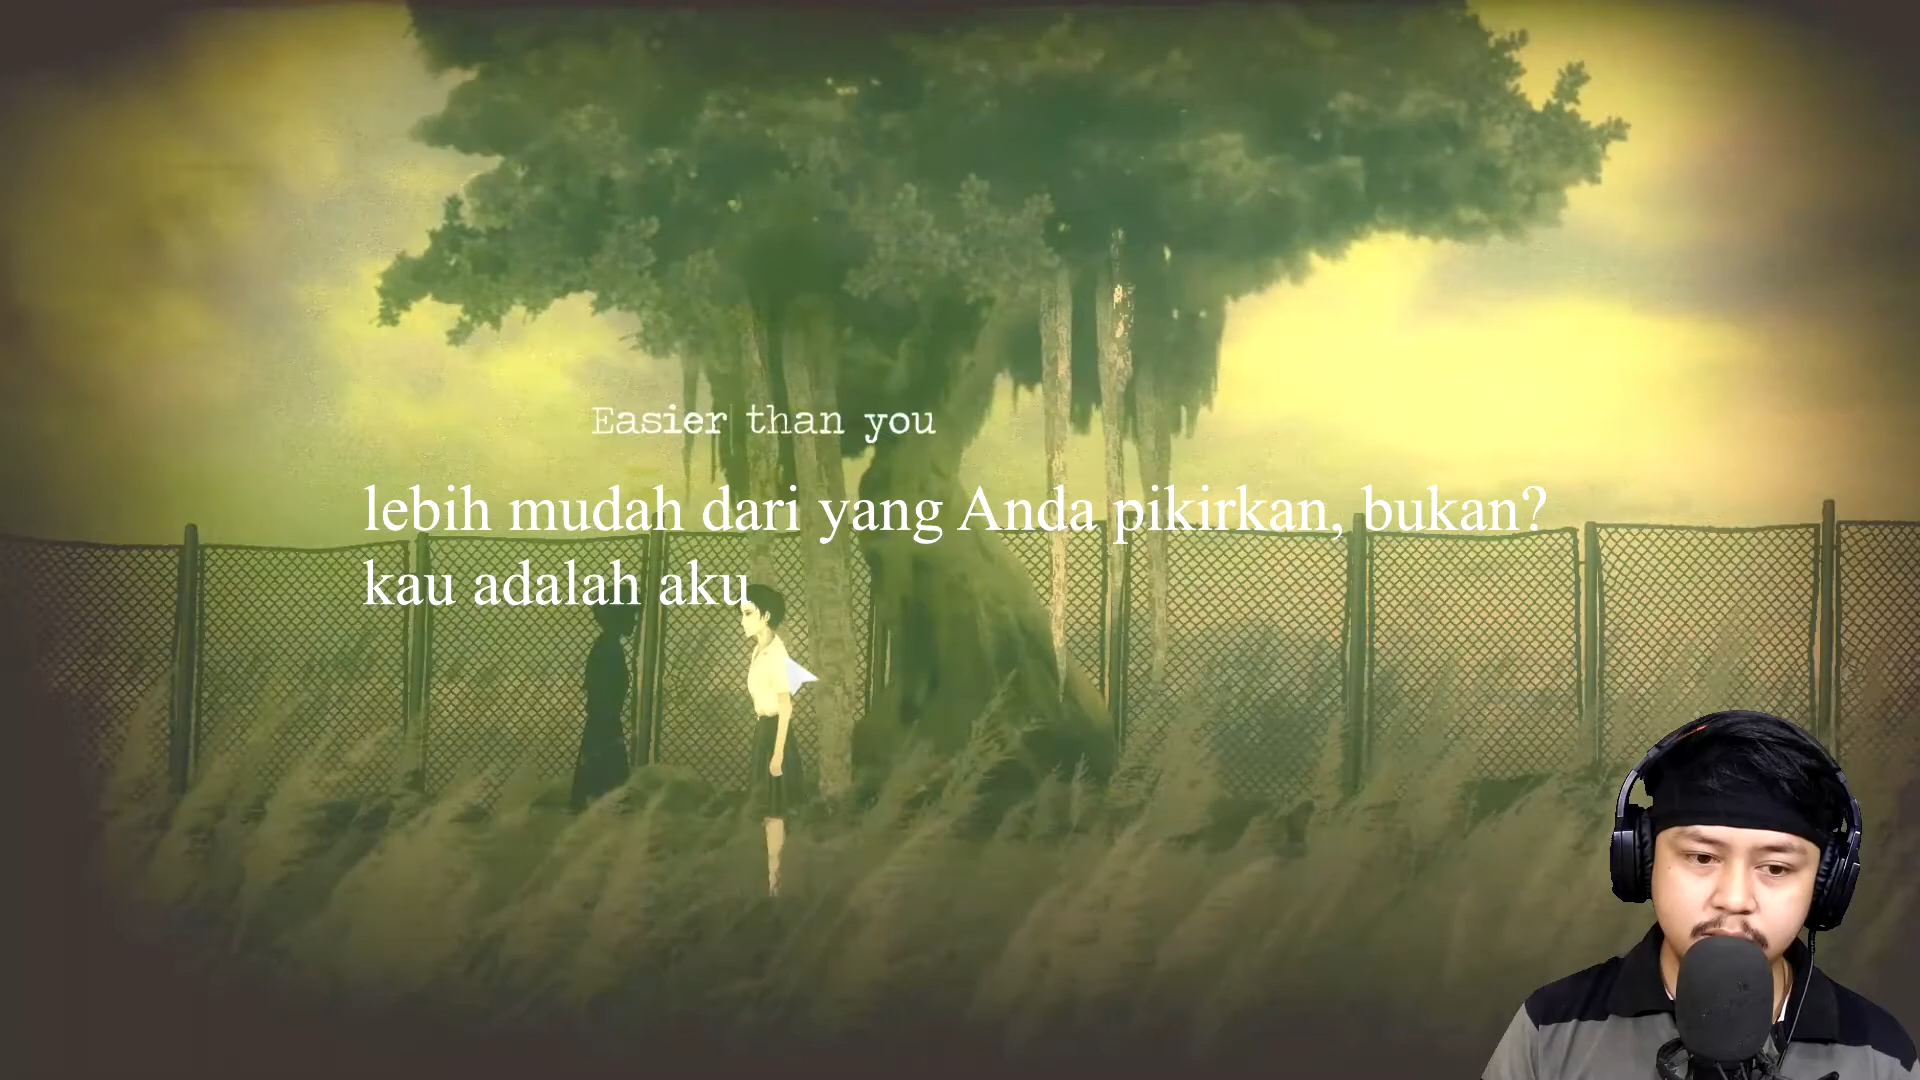 Easier than you
lebih mudah dari yang Anda pikirkan, bukan?
kau adalah aku